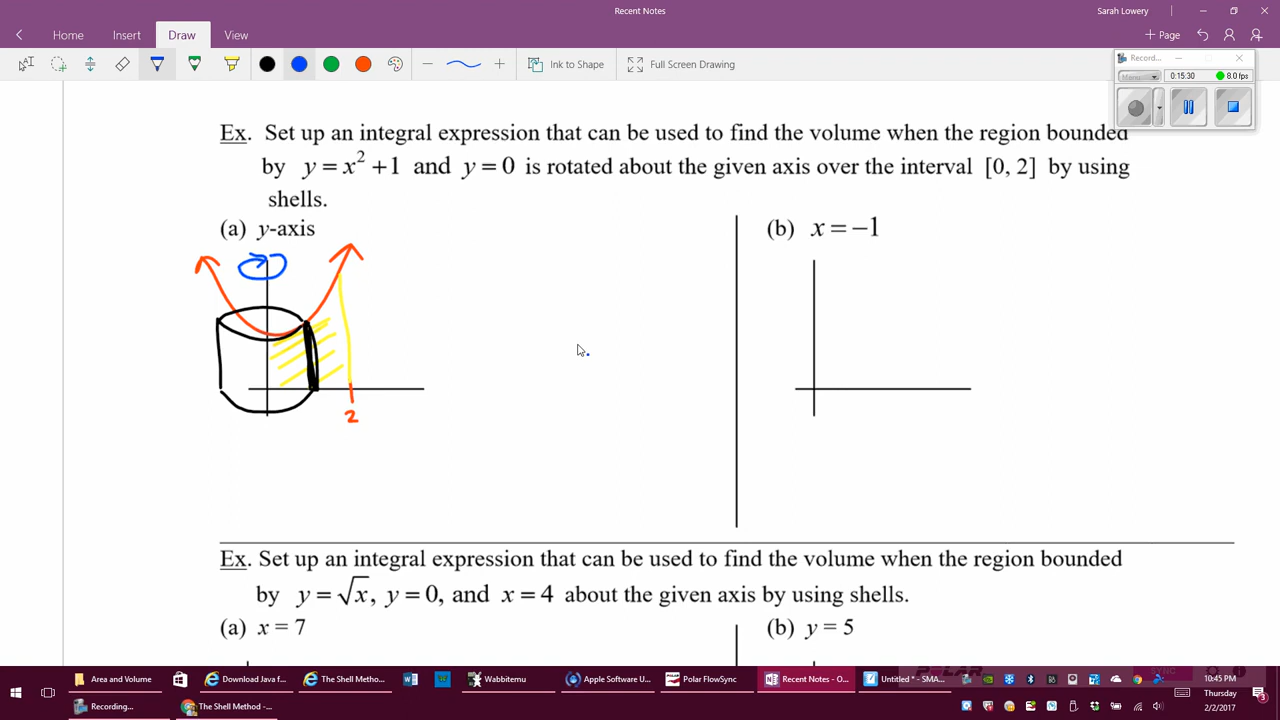 Recent Notes
Sarah Lowery
Home Insert Draw View
Page
Ink to Shape
Full Screen Drawing
Record...
0:15:30 8.0 fps
Ex. Set up an integral expression that can be used to find the volume when the region bounded
by y = x² + 1 and y = 0 is rotated about the given axis over the interval [0, 2] by using
shells.
(a) y-axis
(b) x = −1
2
Ex. Set up an integral expression that can be used to find the volume when the region bounded
by y = √x, y = 0, and x = 4 about the given axis by using shells.
(a) x = 7
(b) y = 5
Area and Volume
Download Java f...
The Shell Metho...
Wabbitemu
Apple Software U...
Polar FlowSync
Recent Notes - O...
Untitled * - SMA...
10:45 PM
Thursday
2/2/2017
Recording...
The Shell Method -...